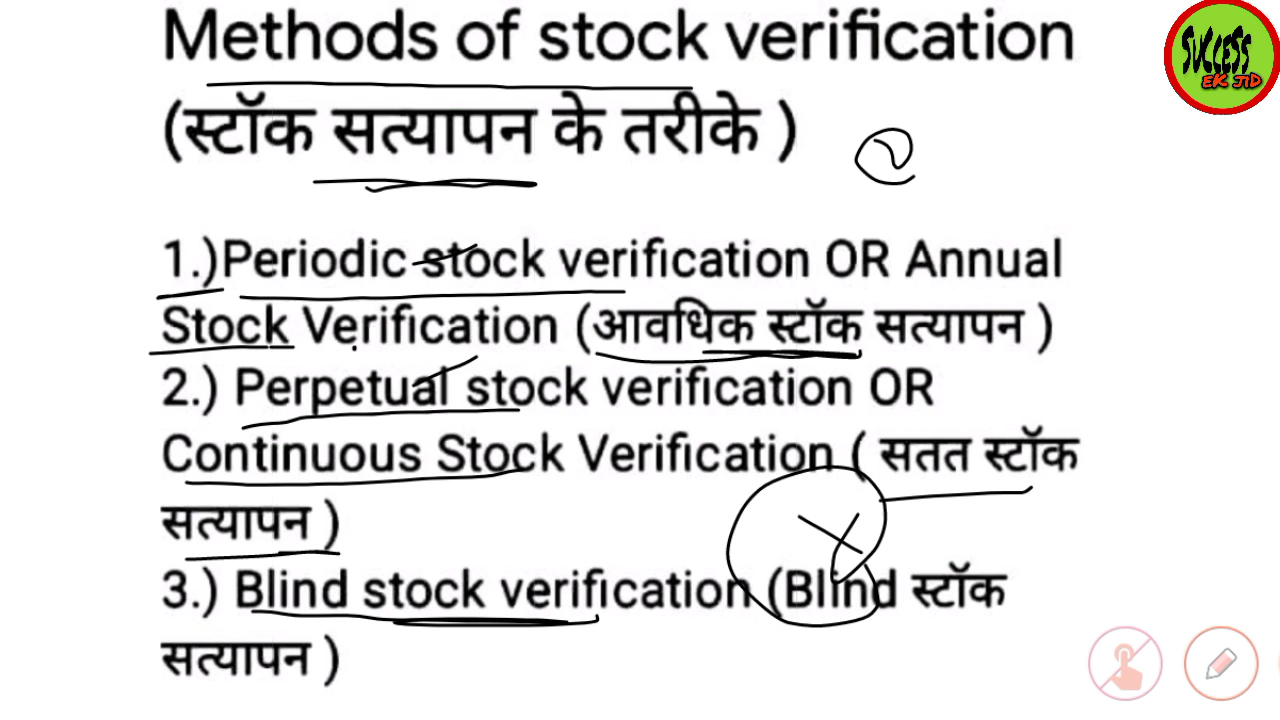 Methods of stock verification
(स्टॉक सत्यापन के तरीके )
1.)Periodic stock verification OR Annual
Stock Verification (आवधिक स्टॉक सत्यापन )
2.) Perpetual stock verification OR
Continuous Stock Verification ( सतत स्टॉक
सत्यापन )
3.) Blind stock verification (Blind स्टॉक
सत्यापन )
SUCCESS
EK JID